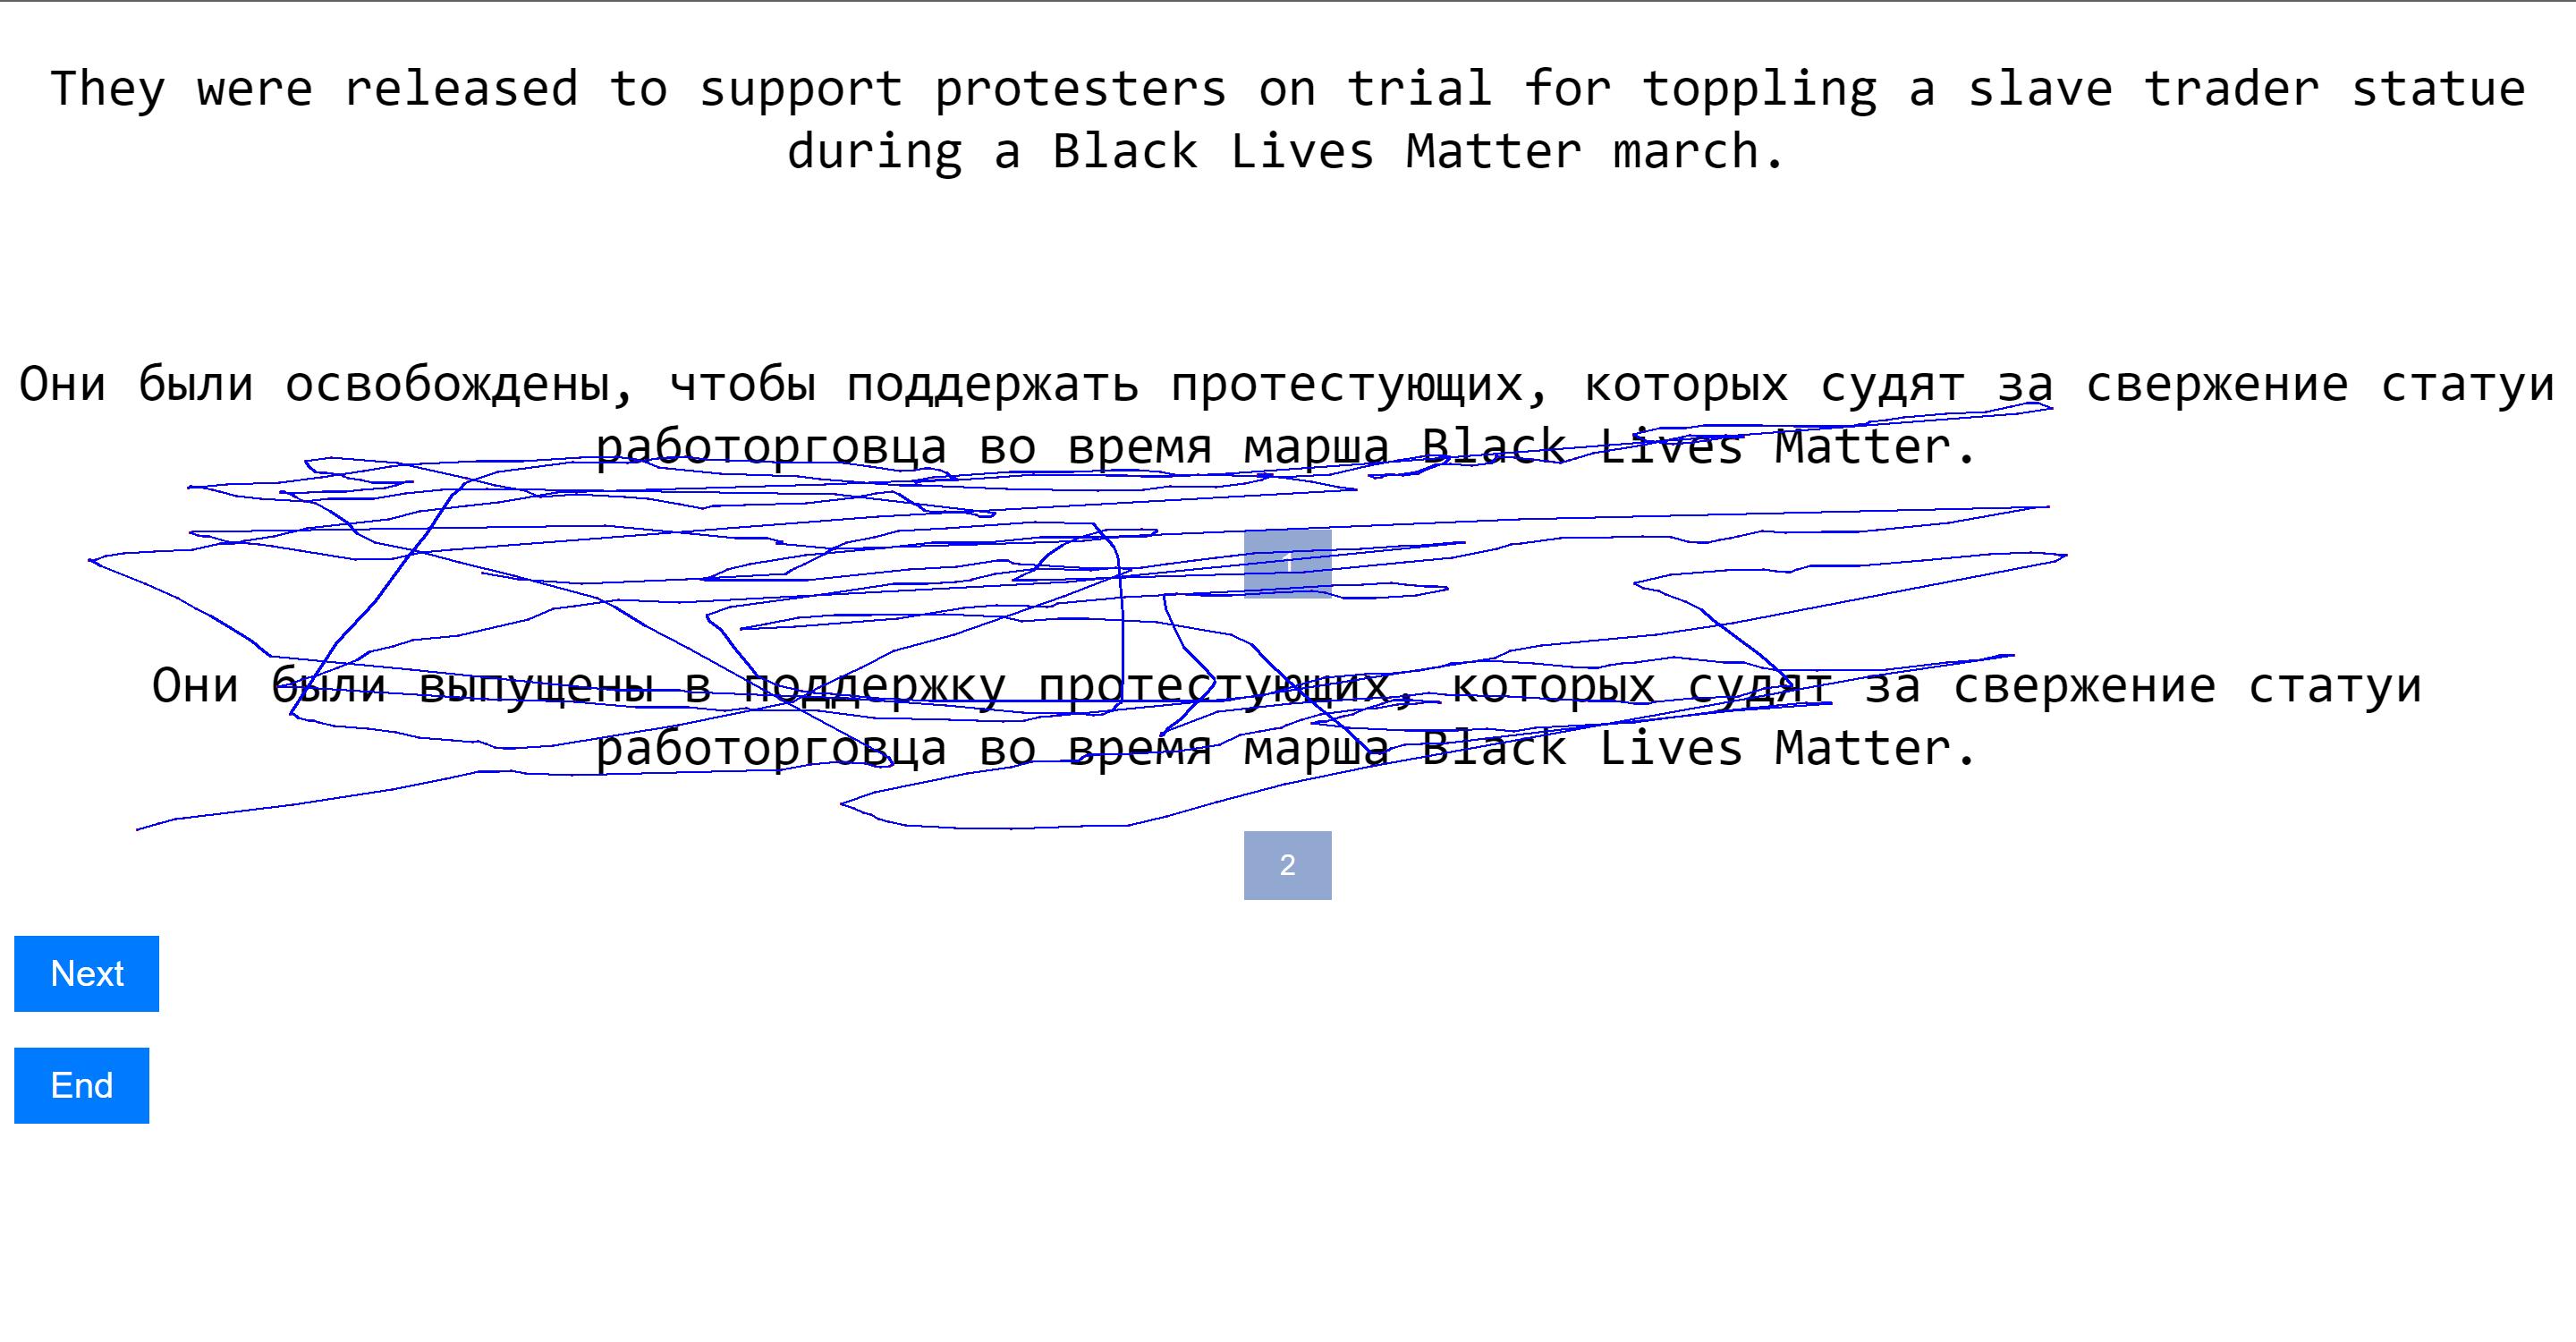 They were released to support protesters on trial for toppling a slave trader statue
during a Black Lives Matter march.
Они были освобождены, чтобы поддержать протестующих, которых судят за свержение статуи
работорговца во время марша Black Lives Matter.
1
Они были выпущены в поддержку протестующих, которых судят за свержение статуи
работорговца во время марша Black Lives Matter.
2
Next
End